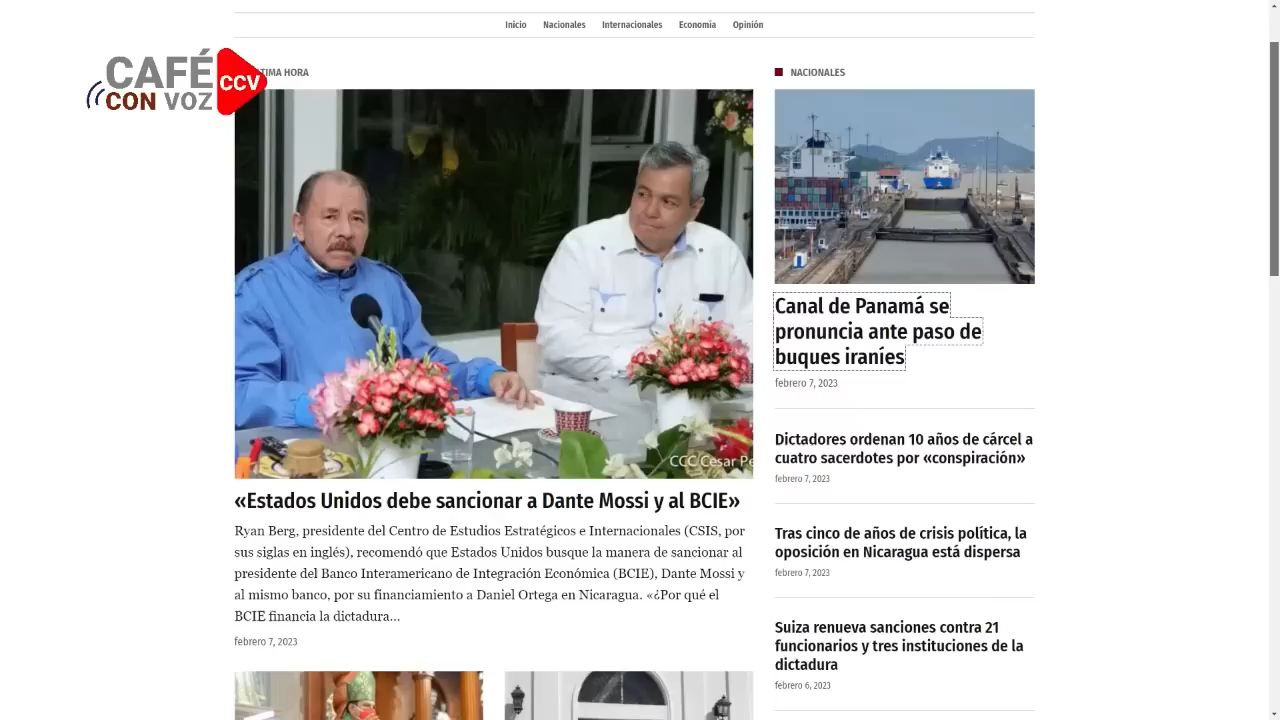 Inicio
Nacionales
Internacionales
Economía
Opinión
CAFÉ
CON VOZ
CCV
TIMA HORA
CCC Cesar Pe
«Estados Unidos debe sancionar a Dante Mossi y al BCIE»
Ryan Berg, presidente del Centro de Estudios Estratégicos e Internacionales (CSIS, por
sus siglas en inglés), recomendó que Estados Unidos busque la manera de sancionar al
presidente del Banco Interamericano de Integración Económica (BCIE), Dante Mossi y
al mismo banco, por su financiamiento a Daniel Ortega en Nicaragua. «¿Por qué el
BCIE financia la dictadura...
febrero 7, 2023
NACIONALES
Canal de Panamá se
pronuncia ante paso de
buques iraníes
febrero 7, 2023
Dictadores ordenan 10 años de cárcel a
cuatro sacerdotes por «conspiración»
febrero 7, 2023
Tras cinco de años de crisis política, la
oposición en Nicaragua está dispersa
febrero 7, 2023
Suiza renueva sanciones contra 21
funcionarios y tres instituciones de la
dictadura
febrero 6, 2023